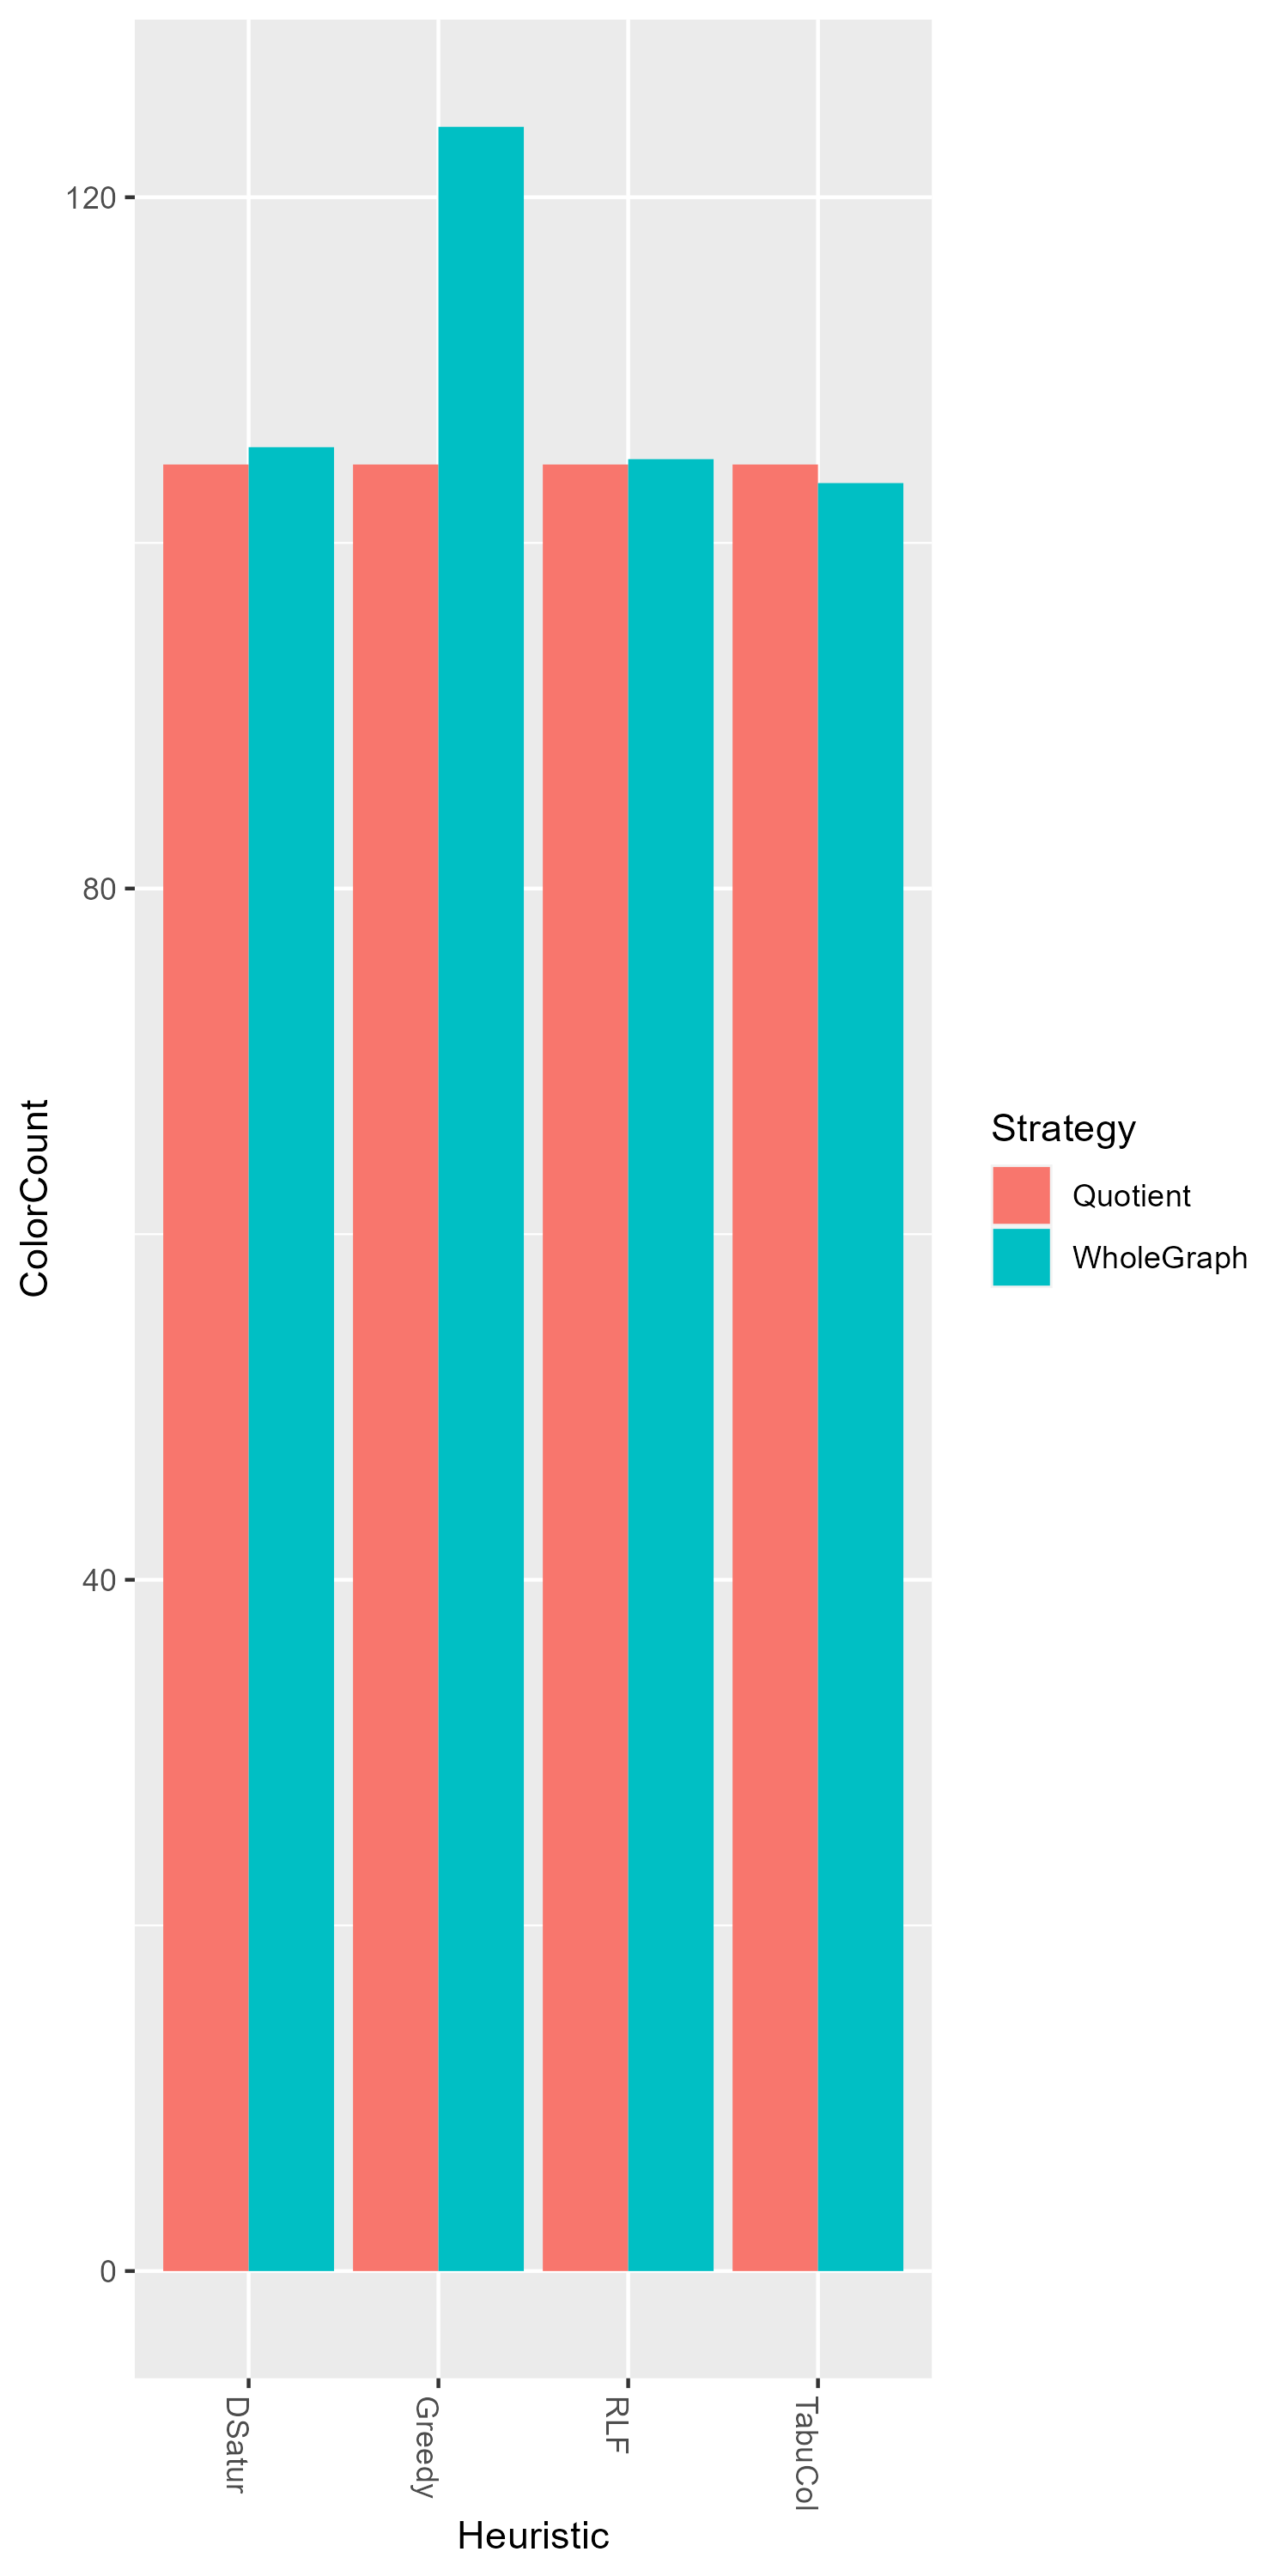 120
80
40
0
ColorCount
DSatur
Greedy
RLF
TabuCol
Heuristic
Strategy
Quotient
WholeGraph